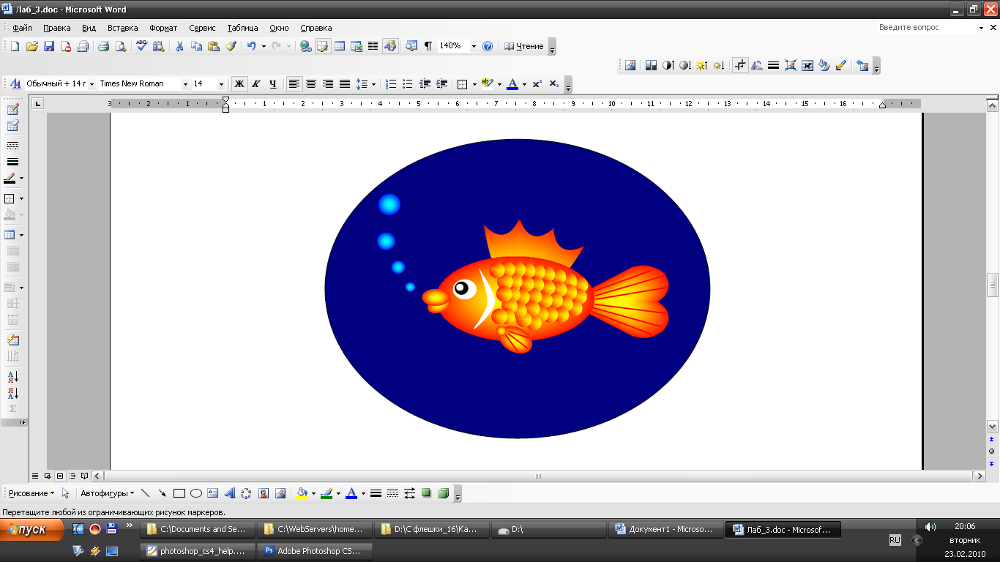 Лаб_3.doc - Microsoft Word
Файл Правка Вид Вставка Формат Сервис Таблица Окно Справка Введите вопрос
140% Чтение
Обычный + 14 г Times New Roman 14 Ж К Ч
3 2 1 1 2 3 4 5 6 7 8 9 10 11 12 13 14 15 16
Рисование Автофигуры
Перетащите любой из ограничивающих рисунок маркеров.
пуск C:\Documents and Se... C:\WebServers\home... D:\С флешки_16\Ка... D:\ Документ1 - Microso... Лаб_3.doc - Microsof... 20:06
RU вторник
photoshop_cs4_help.... Adobe Photoshop CS... 23.02.2010